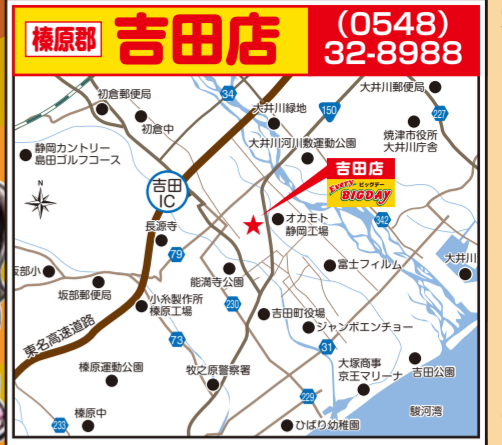 榛原郡
吉田店
(0548)
32-8988
初倉郵便局
初倉中
34
大井川緑地
150
大井川郵便局
227
大井川河川敷運動公園
焼津市役所
大井川庁舎
静岡カントリー
島田ゴルフコース
吉田
IC
吉田店
Every
ビッグデー
BIGDAY
N
長源寺
オカモト
静岡工場
342
79
坂部小
坂部郵便局
能満寺公園
富士フイルム
大井川
小糸製作所
榛原工場
230
吉田町役場
ジャンボエンチョー
東名高速道路
73
31
榛原運動公園
牧之原警察署
大塚商事
京王マリーナ
吉田公園
229
駿河湾
233
榛原中
ひばり幼稚園